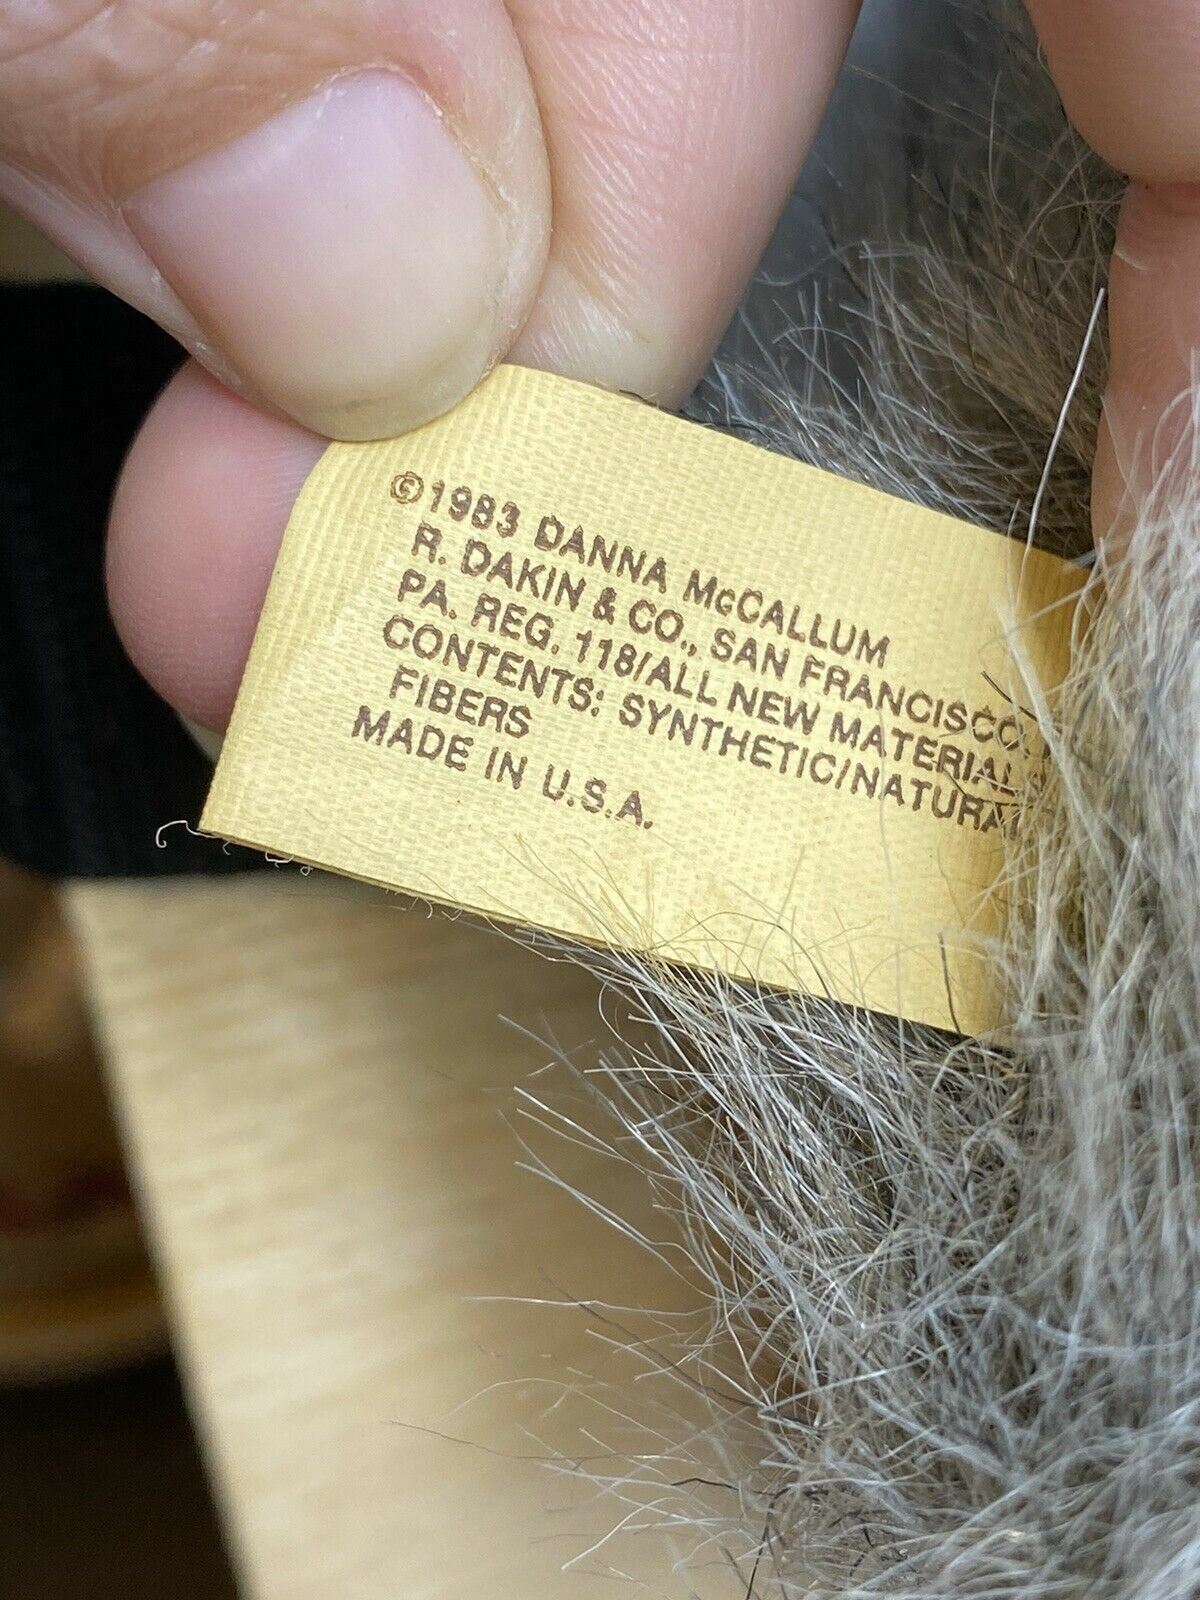 ©1983 DANNA McCALLUM
R. DAKIN & CO., SAN FRANCISCO,
PA. REG. 118/ALL NEW MATERIAL
CONTENTS: SYNTHETIC/NATURAL
FIBERS
MADE IN U.S.A.